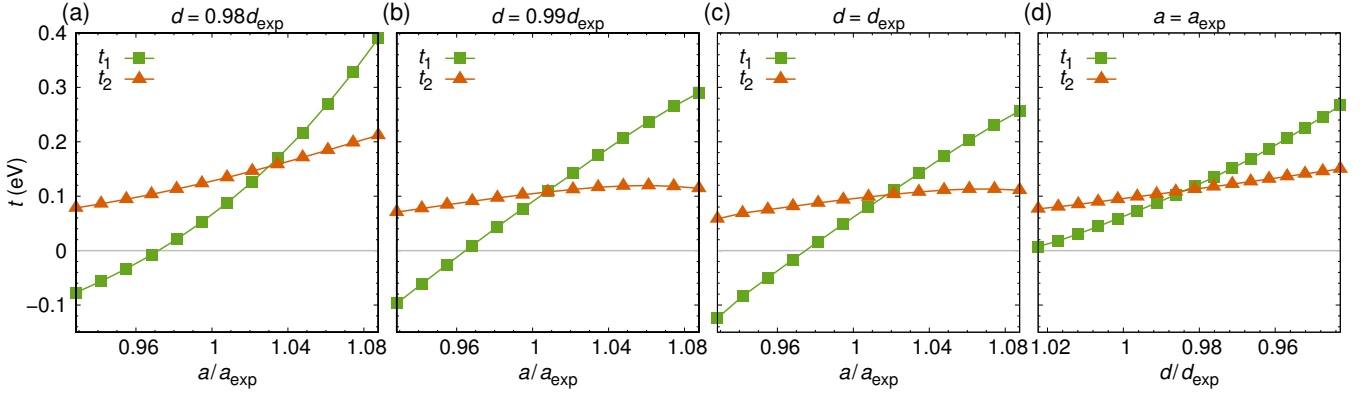 (a) d = 0.98d_exp
(b) d = 0.99d_exp
(c) d = d_exp
(d) a = a_exp
t (eV)
0.4
0.3
0.2
0.1
0
−0.1
t_1
t_2
t_1
t_2
t_1
t_2
t_1
t_2
0.96 1 1.04 1.08
0.96 1 1.04 1.08
0.96 1 1.04 1.08
1.02 1 0.98 0.96
a/a_exp
a/a_exp
a/a_exp
d/d_exp